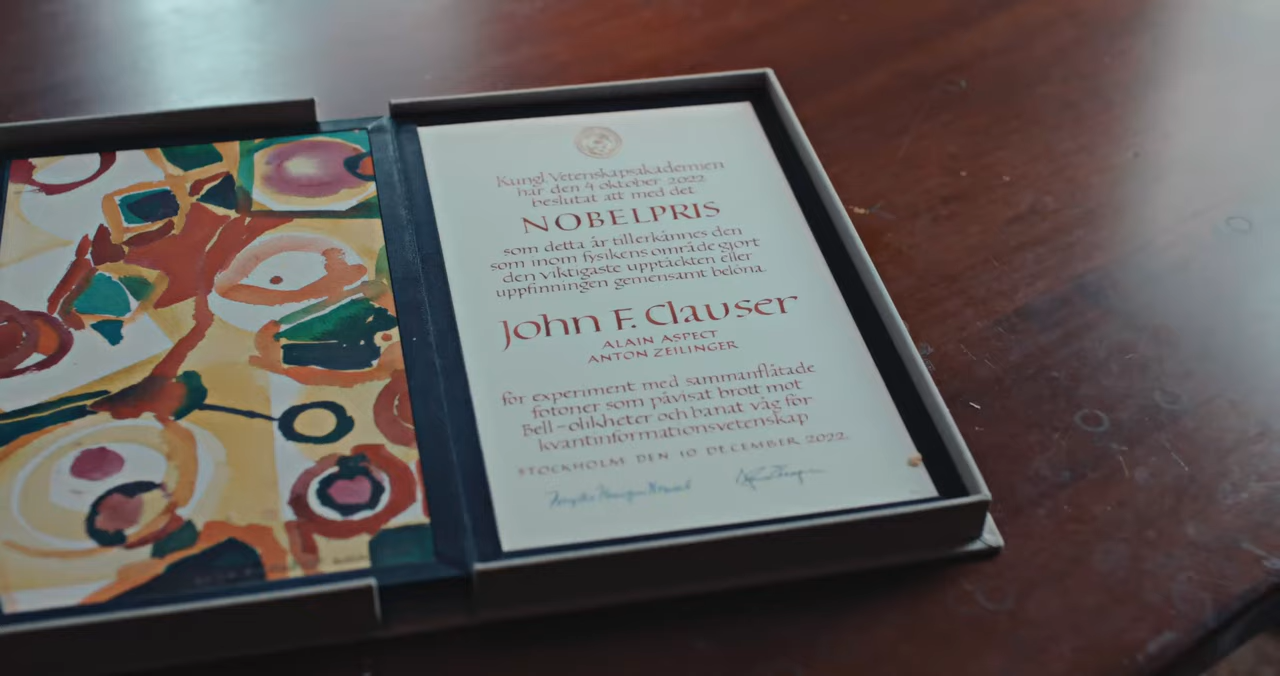 Kungl. Vetenskapsakademien
har den 4 oktober 2022
beslutat att med det
NOBELPRIS
som detta år tillerkännes den
som inom fysikens område gjort
den viktigaste upptäckten eller
uppfinningen gemensamt belöna
John F. Clauser
ALAIN ASPECT
ANTON ZEILINGER
för experiment med sammanflätade
fotoner som påvisat brott mot
Bell-olikheter och banat väg för
kvantinformationsvetenskap
STOCKHOLM DEN 10 DECEMBER 2022.